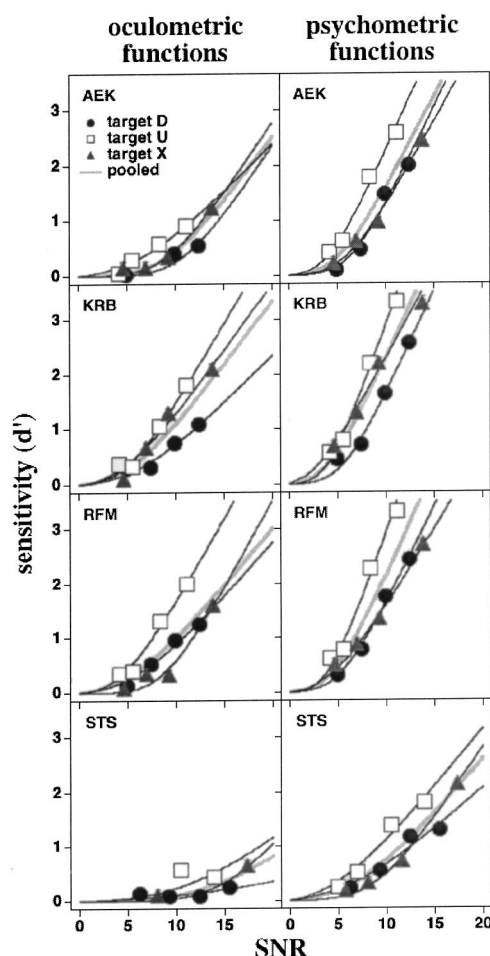 oculometric functions
psychometric functions
AEK
target D
target U
target X
pooled
AEK
3
2
1
0
KRB
KRB
3
2
1
0
RFM
RFM
3
2
1
0
STS
STS
3
2
1
0
0 5 10 15
0 5 10 15 20
sensitivity (d')
SNR